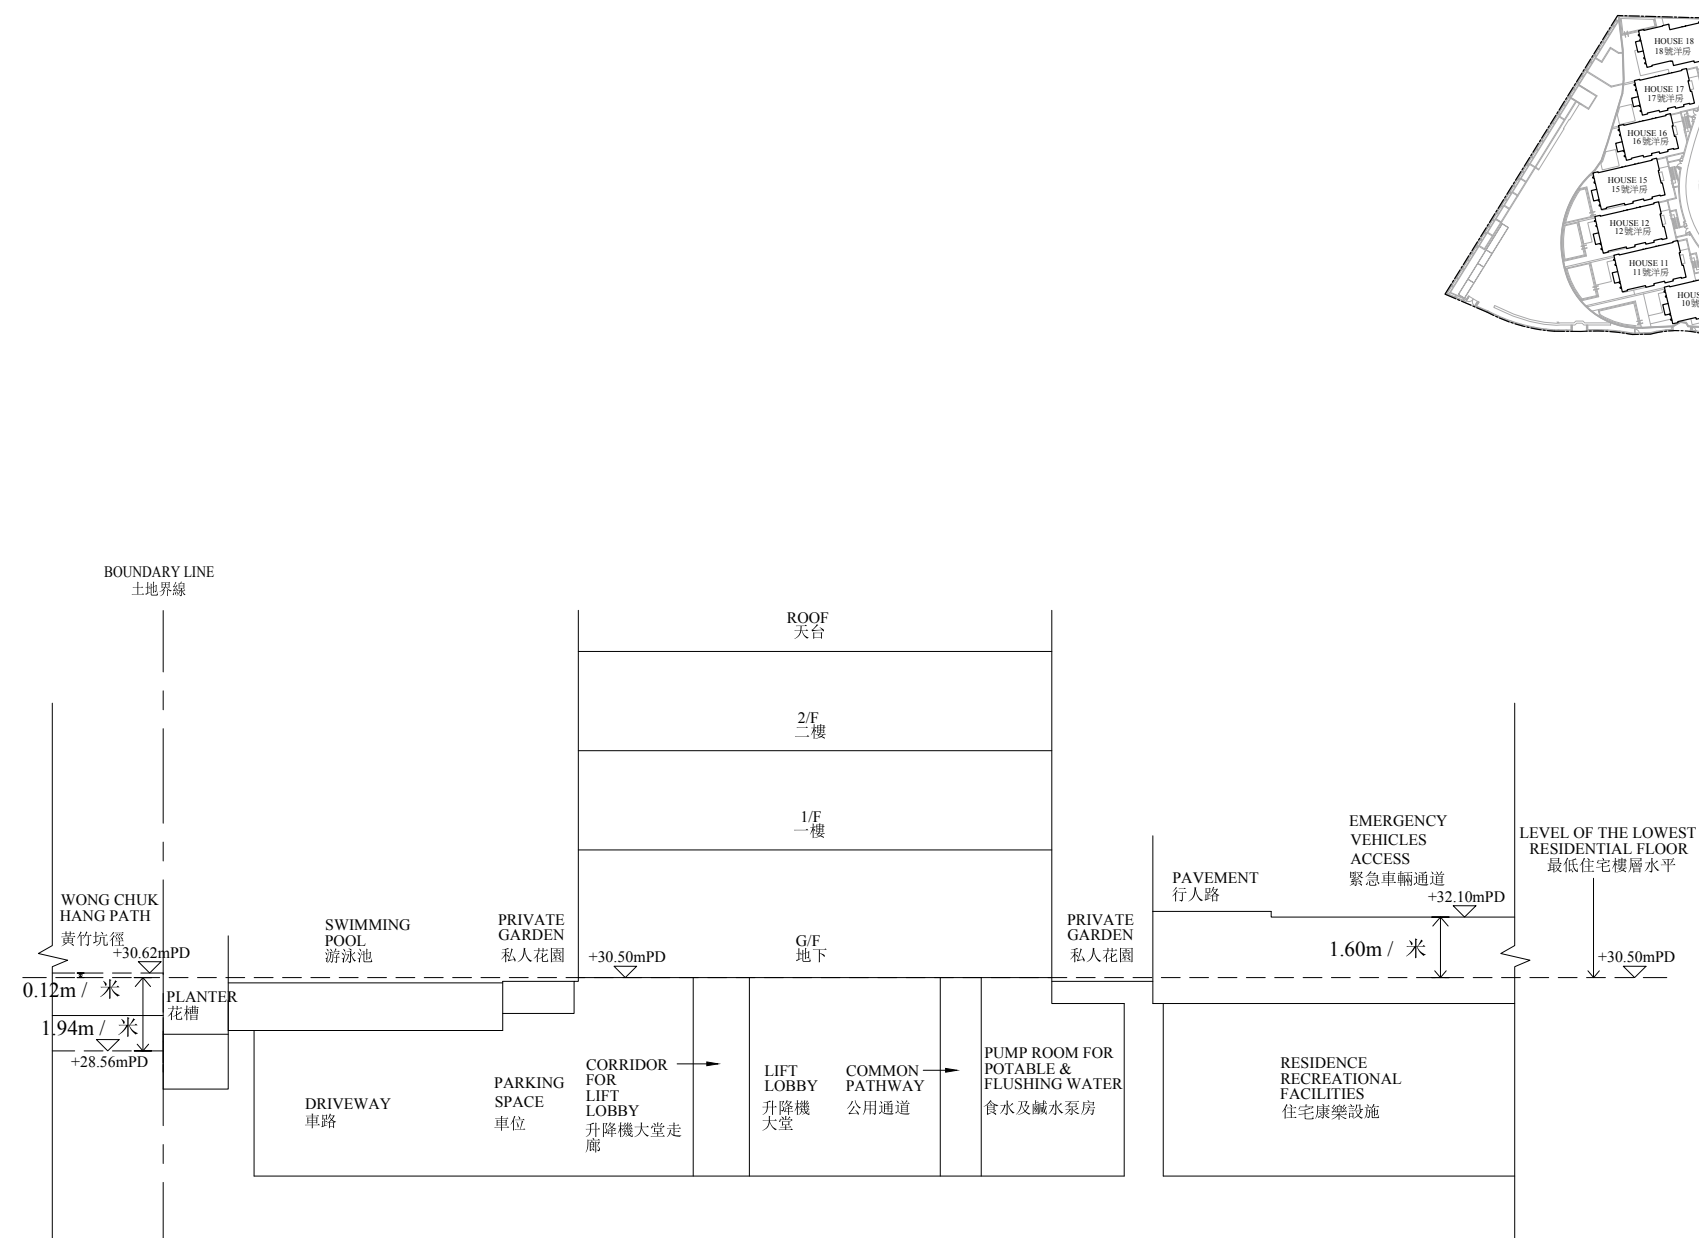 HOUSE 18
18號洋房
HOUSE 17
17號洋房
HOUSE 16
16號洋房
HOUSE 15
15號洋房
HOUSE 12
12號洋房
HOUSE 11
11號洋房
BOUNDARY LINE
土地界線
ROOF
天台
2/F
二樓
1/F
一樓
G/F
地下
WONG CHUK
HANG PATH
黃竹坑徑
+30.62mPD
0.12m / 米
1.94m / 米
+28.56mPD
PLANTER
花槽
SWIMMING
POOL
游泳池
PRIVATE
GARDEN
私人花園
+30.50mPD
PRIVATE
GARDEN
私人花園
PAVEMENT
行人路
EMERGENCY
VEHICLES
ACCESS
緊急車輛通道
+32.10mPD
1.60m / 米
LEVEL OF THE LOWEST
RESIDENTIAL FLOOR
最低住宅樓層水平
+30.50mPD
DRIVEWAY
車路
PARKING
SPACE
車位
CORRIDOR
FOR
LIFT
LOBBY
升降機大堂走
廊
LIFT
LOBBY
升降機
大堂
COMMON
PATHWAY
公用通道
PUMP ROOM FOR
POTABLE &
FLUSHING WATER
食水及鹹水泵房
RESIDENCE
RECREATIONAL
FACILITIES
住宅康樂設施